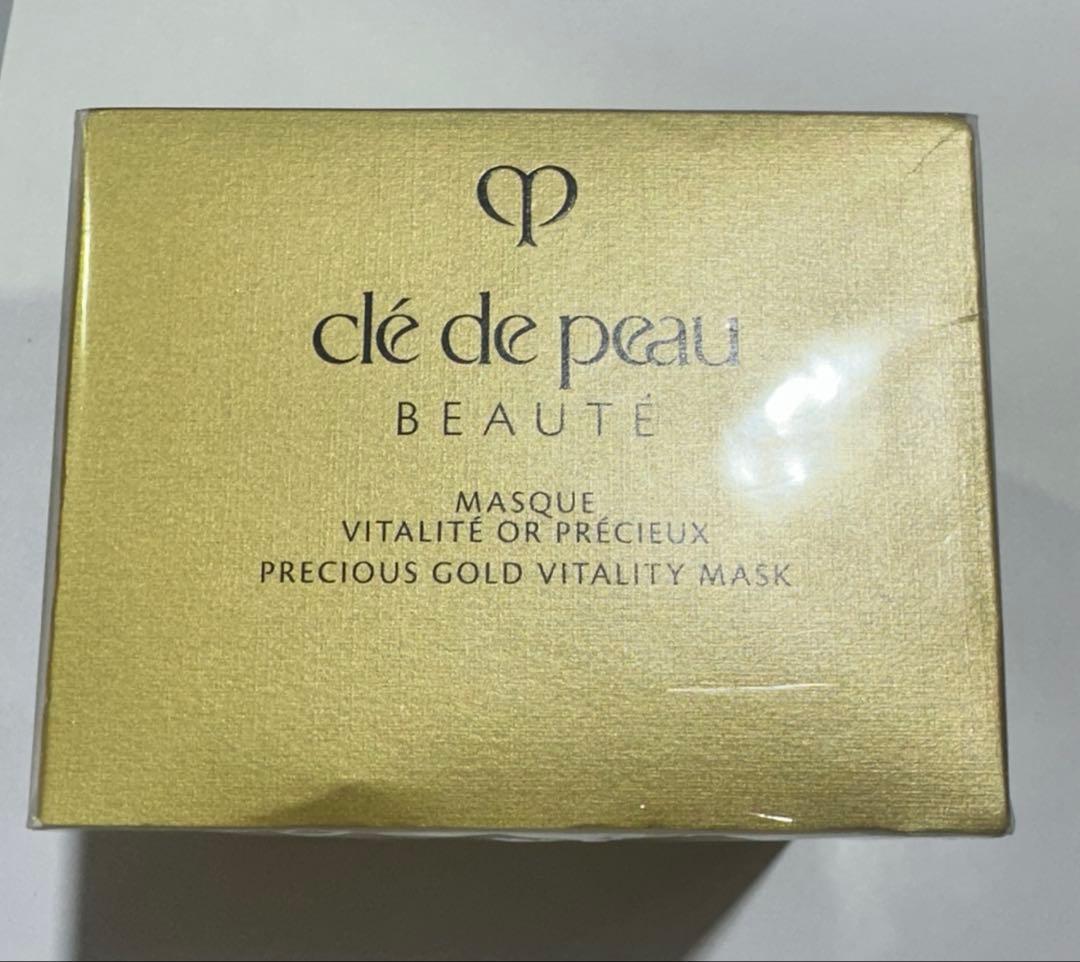 clé de peau
BEAUTÉ
MASQUE
VITALITÉ OR PRÉCIEUX
PRECIOUS GOLD VITALITY MASK